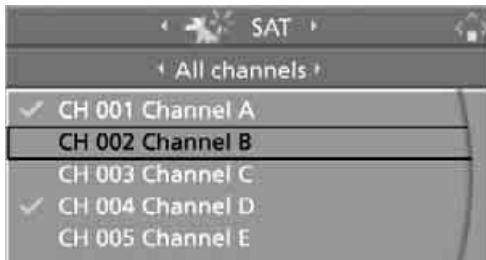 SAT
All channels
CH 001 Channel A
CH 002 Channel B
CH 003 Channel C
CH 004 Channel D
CH 005 Channel E